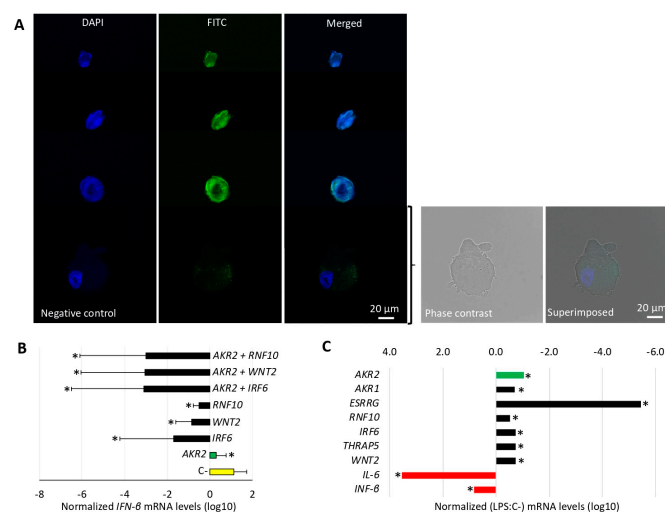 A
DAPI
FITC
Merged
Negative control
20 µm
Phase contrast
Superimposed
20 µm
B
* AKR2 + RNF10
* AKR2 + WNT2
* AKR2 + IRF6
* RNF10
* WNT2
* IRF6
AKR2 *
C-
-8 -6 -4 -2 0 2
Normalized IFN-β mRNA levels (log10)
C
4.0 2.0 0.0 -2.0 -4.0 -6.0
AKR2 *
AKR1 *
ESRRG *
RNF10 *
IRF6 *
THRAP5 *
WNT2 *
IL-6 *
INF-β *
Normalized (LPS:C-) mRNA levels (log10)